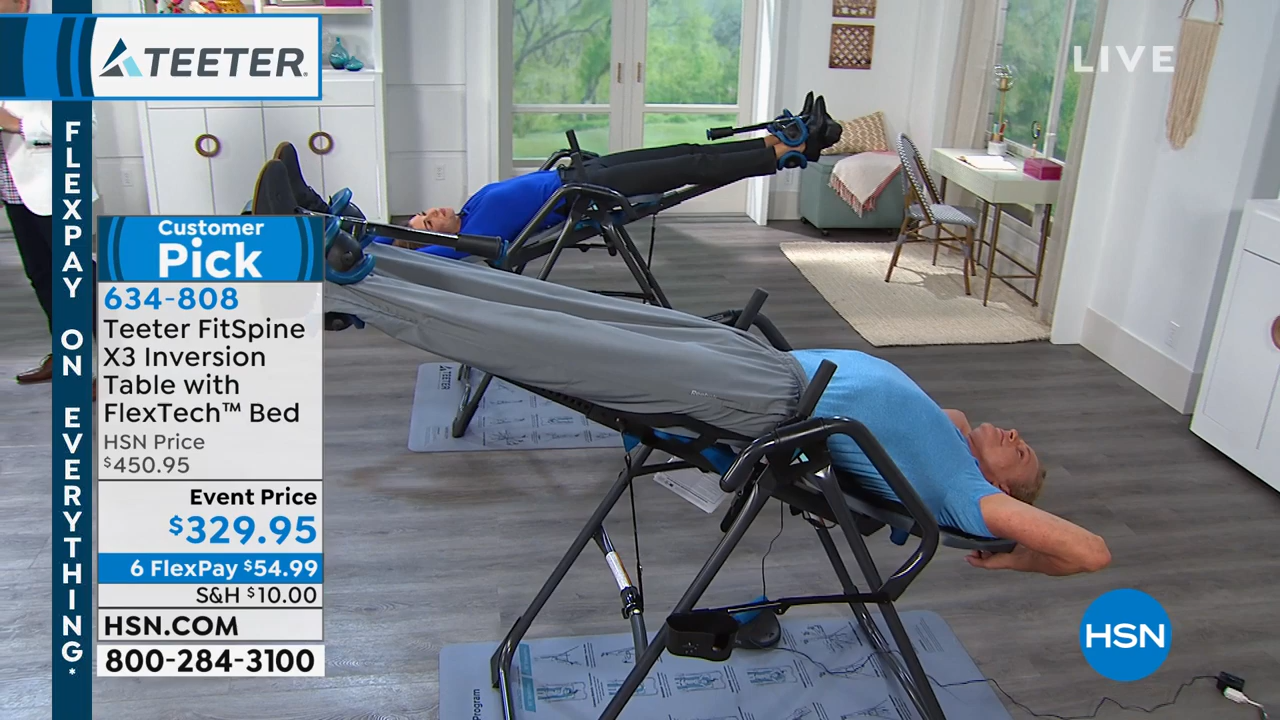 TEETER
LIVE
FLEXPAY ON EVERYTHING*
Customer
Pick
634-808
Teeter FitSpine
X3 Inversion
Table with
FlexTech™ Bed
HSN Price
$450.95
Event Price
$329.95
6 FlexPay $54.99
S&H $10.00
HSN.COM
800-284-3100
HSN
Program